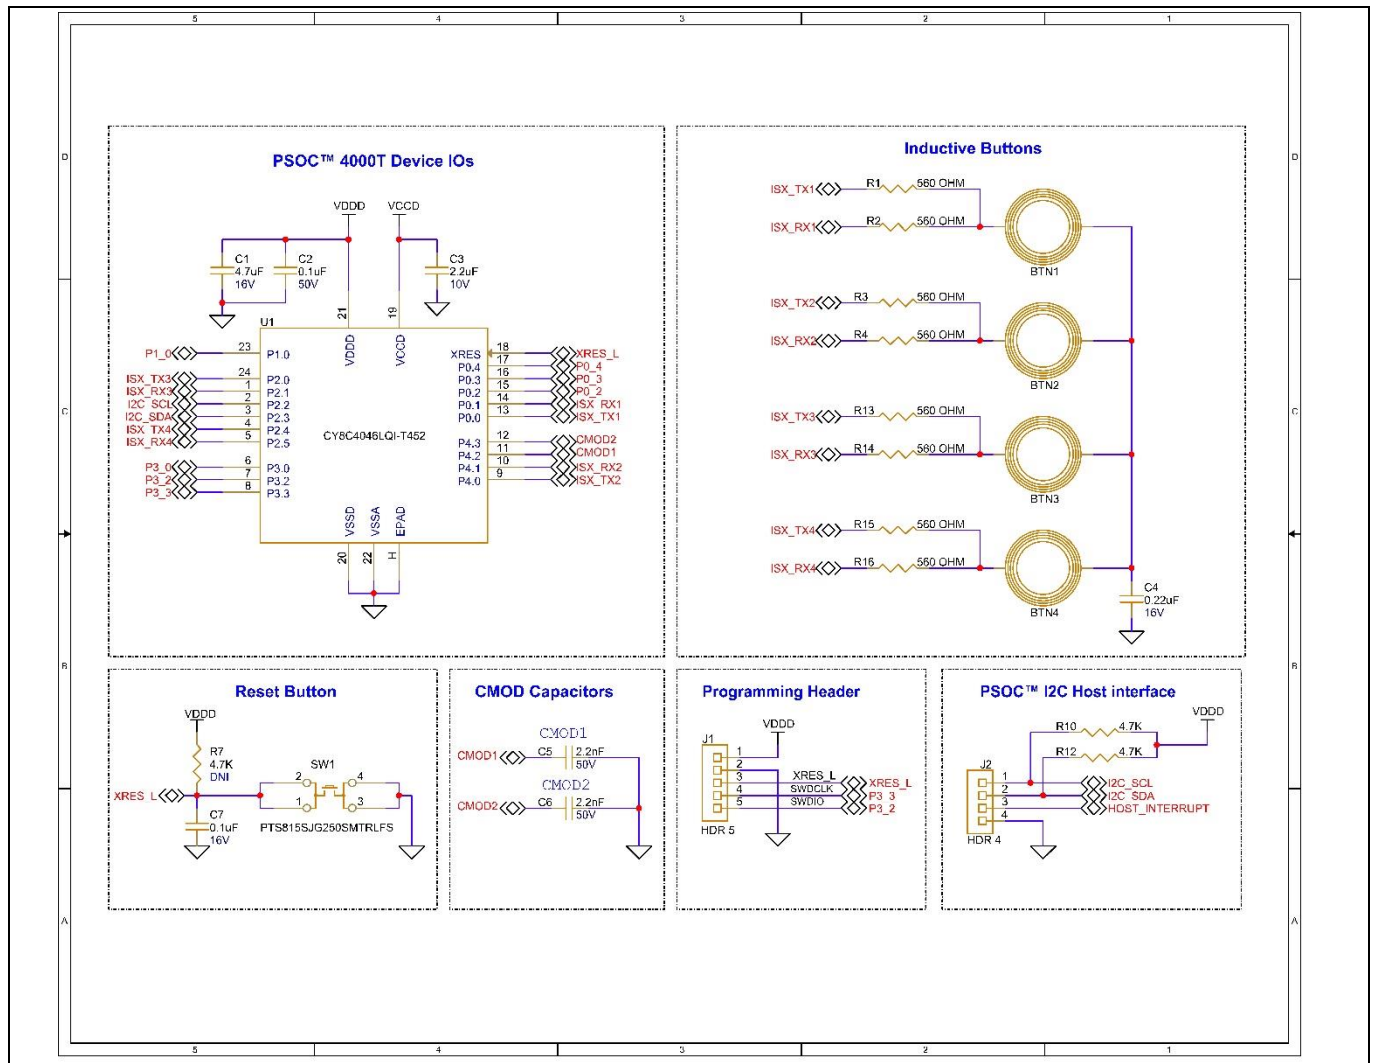 5 4 3 2 1
D D
C C
B B
A A
PSOC™ 4000T Device IOs
VDDD VCCD
C1
4.7uF
16V
C2
0.1uF
50V
C3
2.2uF
10V
U1
21 19
VDDD VCCD
P1_0 23 P1.0
ISX_TX3 24 P2.0
ISX_RX3 1 P2.1
I2C_SCL 2 P2.2
I2C_SDA 3 P2.3
ISX_TX4 4 P2.4
ISX_RX4 5 P2.5
P3_0 6 P3.0
P3_2 7 P3.2
P3_3 8 P3.3
XRES 18 XRES_L
P0.4 17 P0_4
P0.3 16 P0_3
P0.2 15 P0_2
P0.1 14 ISX_RX1
P0.0 13 ISX_TX1
P4.3 12 CMOD2
P4.2 11 CMOD1
P4.1 10 ISX_RX2
P4.0 9 ISX_TX2
CY8C4046LQI-T452
VSSD VSSA EPAD
20 22 H
Inductive Buttons
ISX_TX1 R1 560 OHM
ISX_RX1 R2 560 OHM
BTN1
ISX_TX2 R3 560 OHM
ISX_RX2 R4 560 OHM
BTN2
ISX_TX3 R13 560 OHM
ISX_RX3 R14 560 OHM
BTN3
ISX_TX4 R15 560 OHM
ISX_RX4 R16 560 OHM
BTN4
C4
0.22uF
16V
Reset Button
VDDD
R7
4.7K
DNI
XRES_L
C7
0.1uF
16V
SW1
2 4
1 3
PTS815SJG250SMTRLFS
CMOD Capacitors
CMOD1
CMOD1 C5 2.2nF
50V
CMOD2
CMOD2 C6 2.2nF
50V
Programming Header
J1
VDDD
1
2
3 XRES_L XRES_L
4 SWDCLK P3_3
5 SWDIO P3_2
HDR 5
PSOC™ I2C Host interface
VDDD
R10 4.7K
R12 4.7K
J2
1 I2C_SCL
2 I2C_SDA
3 HOST_INTERRUPT
4
HDR 4
5 4 3 2 1